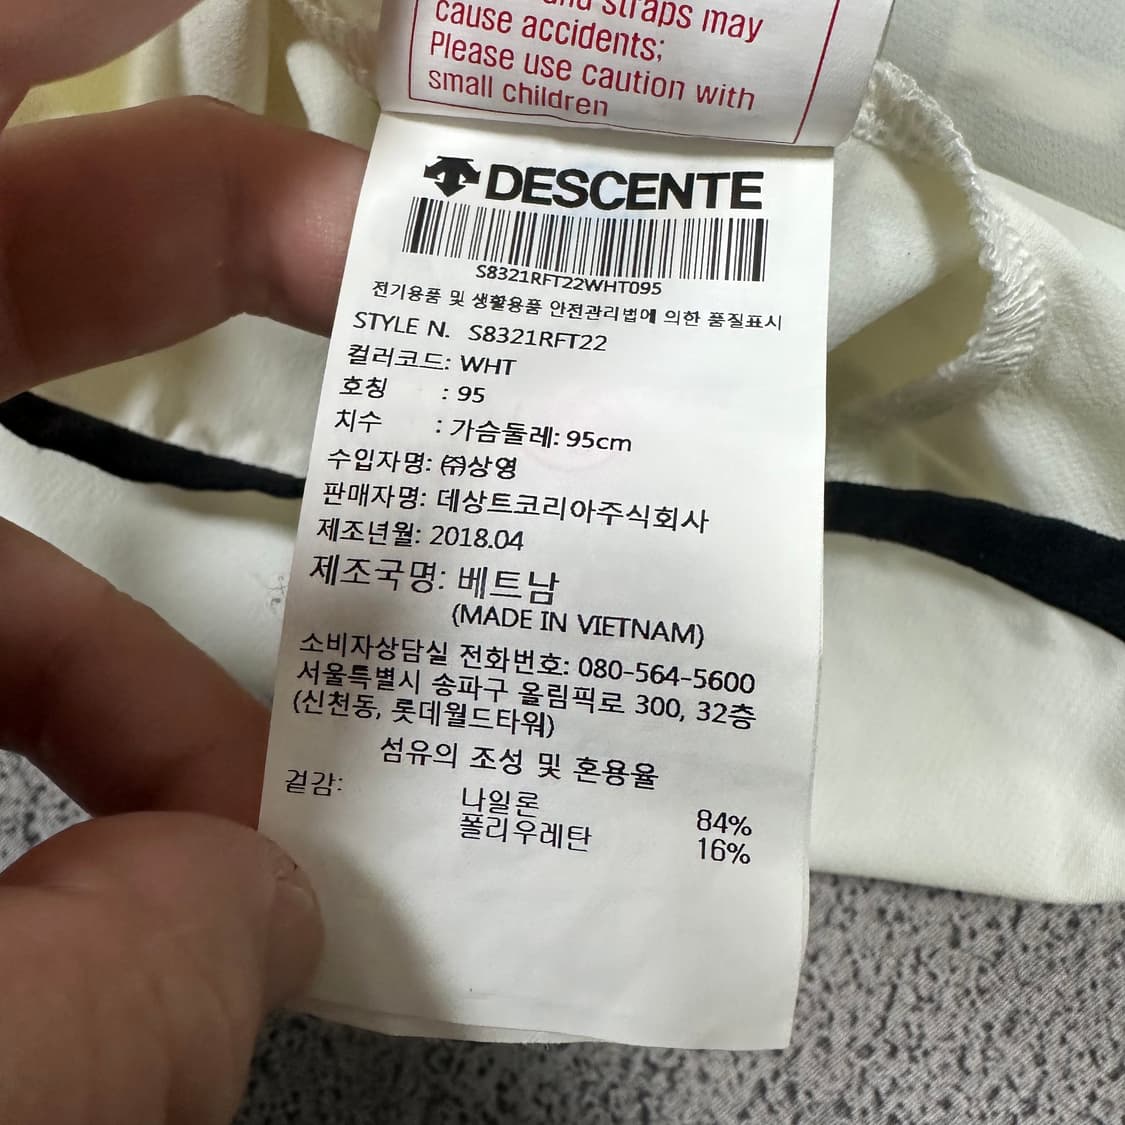 and straps may
cause accidents;
Please use caution with
small children
DESCENTE
S8321RFT22WHT095
전기용품 및 생활용품 안전관리법에 의한 품질표시
STYLE N. S8321RFT22
컬러코드: WHT
호칭 : 95
치수 : 가슴둘레: 95cm
수입자명: ㈜상영
판매자명: 데상트코리아주식회사
제조년월: 2018.04
제조국명: 베트남
(MADE IN VIETNAM)
소비자상담실 전화번호: 080-564-5600
서울특별시 송파구 올림픽로 300, 32층
(신천동, 롯데월드타워)
섬유의 조성 및 혼용율
겉감:
나일론 84%
폴리우레탄 16%